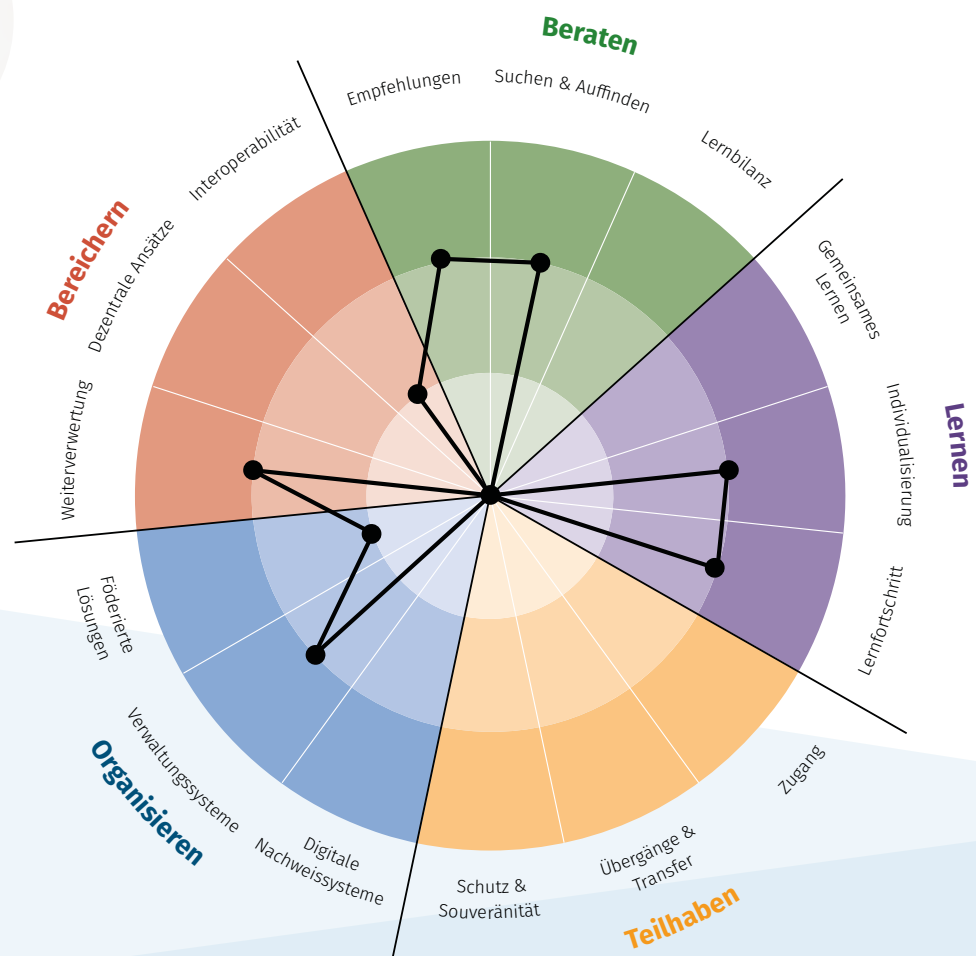 Beraten
Empfehlungen
Suchen & Auffinden
Lernbilanz
Lernen
Gemeinsames
Lernen
Individualisierung
Lernfortschritt
Teilhaben
Zugang
Übergänge &
Transfer
Schutz &
Souveränität
Organisieren
Digitale
Nachweissysteme
Verwaltungssysteme
Föderierte
Lösungen
Bereichern
Weiterverwertung
Dezentrale Ansätze
Interoperabilität